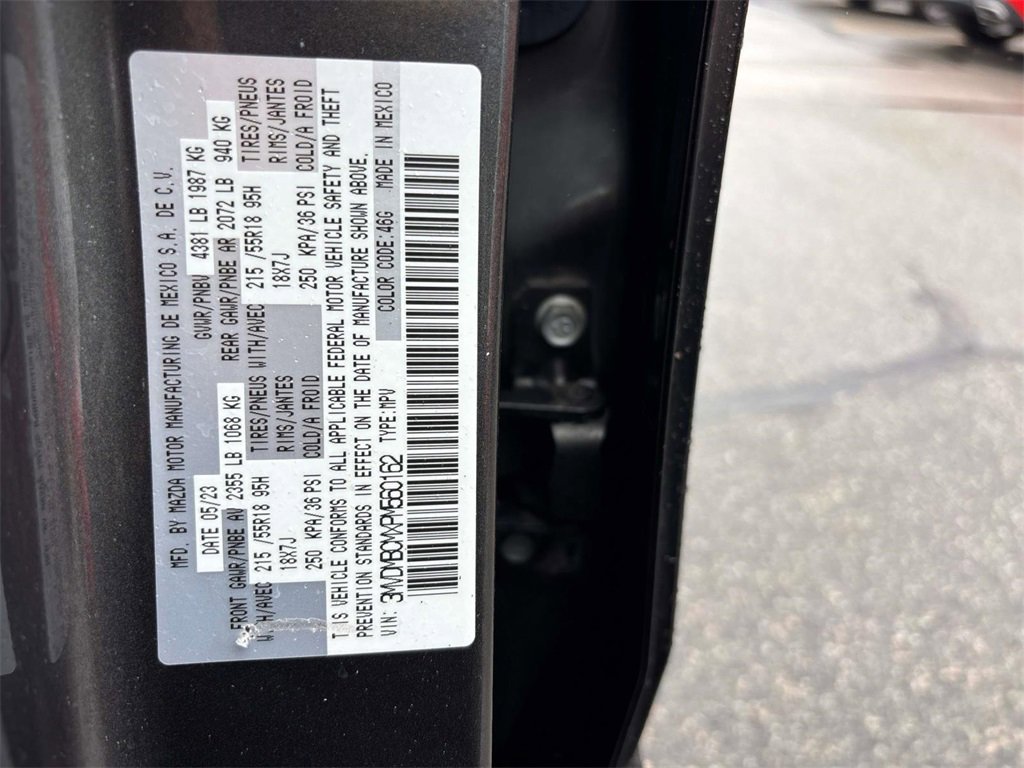 MFD. BY MAZDA MOTOR MANUFACTURING DE MEXICO S.A. DE C.V.
DATE 05/23 GVWR/PNBV 4381 LB 1987 KG
FRONT GAWR/PNBE AV 2355 LB 1068 KG REAR GAWR/PNBE AR 2072 LB 940 KG
WITH/AVEC 215 /55R18 95H TIRES/PNEUS WITH/AVEC 215 /55R18 95H TIRES/PNEUS
18X7J RIMS/JANTES 18X7J RIMS/JANTES
250 KPA/36 PSI COLD/A FROID 250 KPA/36 PSI COLD/A FROID
THIS VEHICLE CONFORMS TO ALL APPLICABLE FEDERAL MOTOR VEHICLE SAFETY AND THEFT
PREVENTION STANDARDS IN EFFECT ON THE DATE OF MANUFACTURE SHOWN ABOVE.
VIN: 3MVDMBCMXPM560162 TYPE:MPV COLOR CODE:46G MADE IN MEXICO